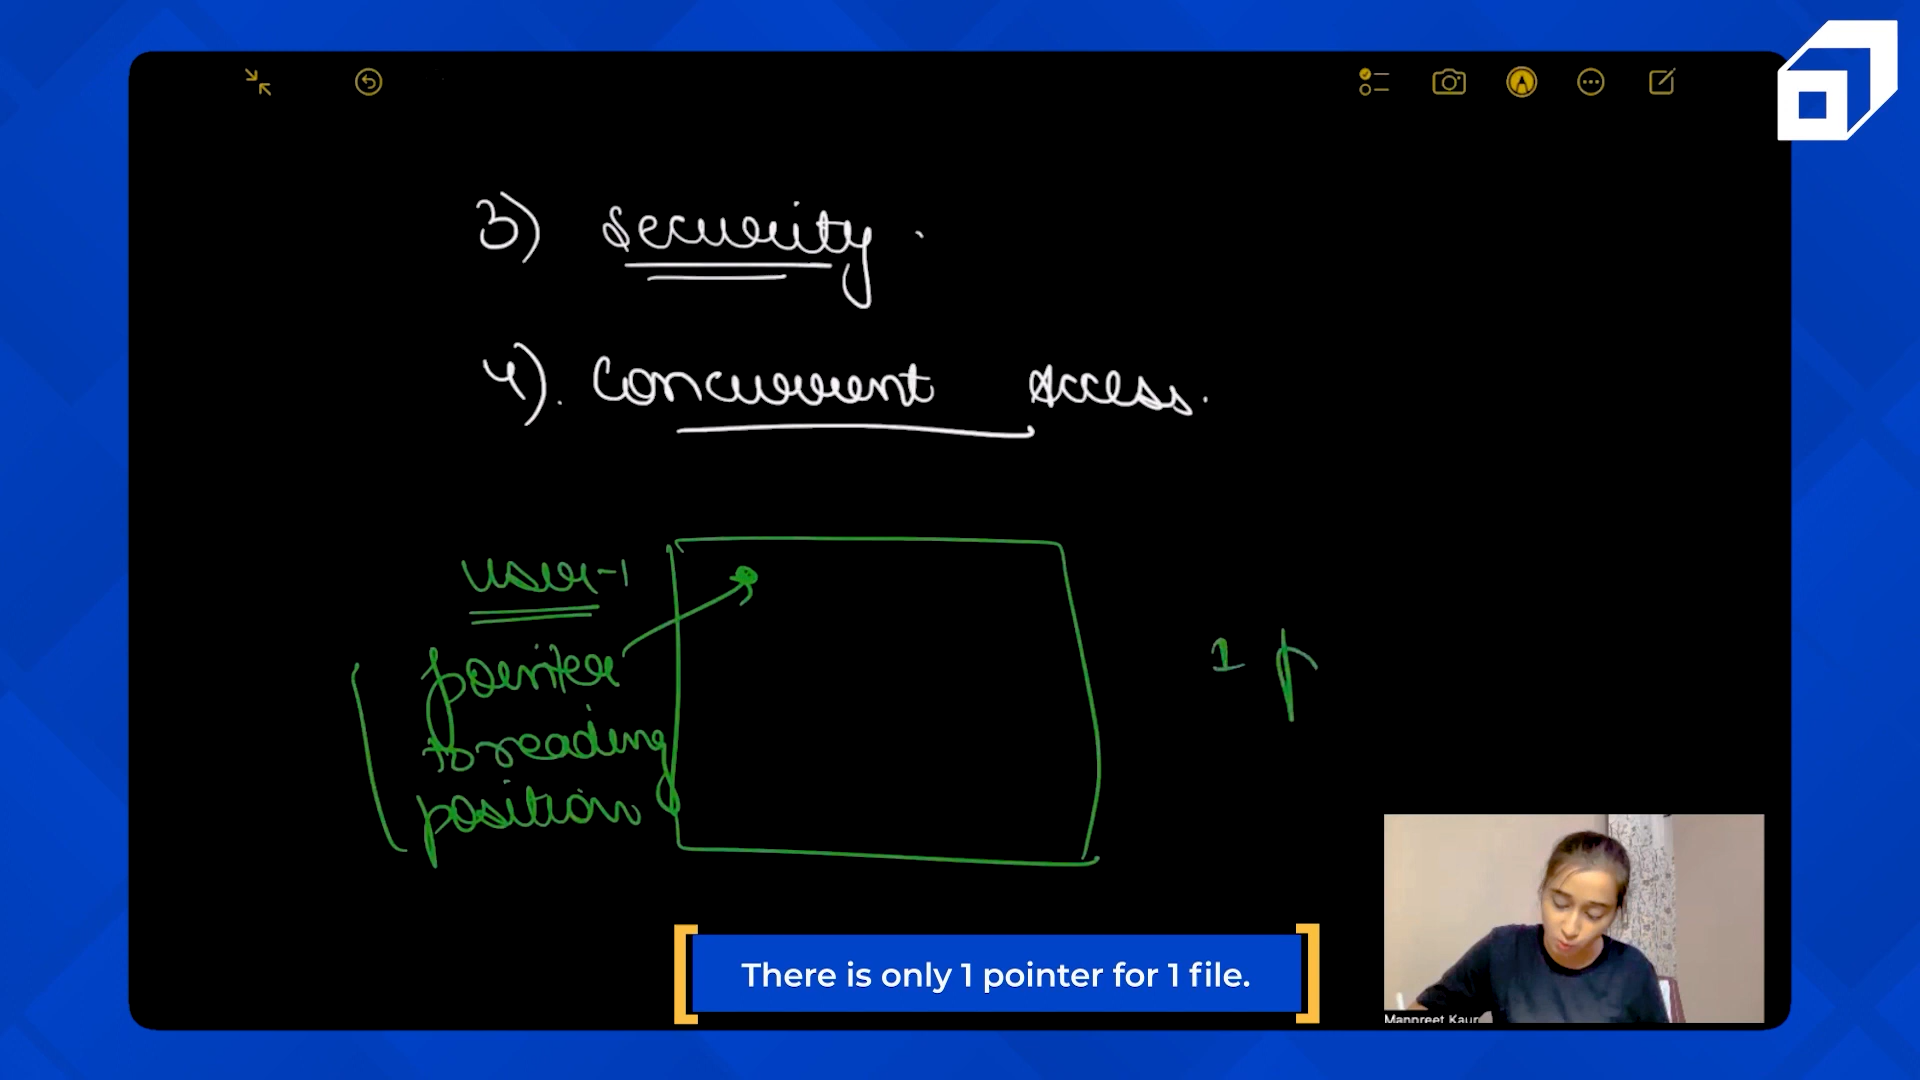 3) Security.
4). Concurrent Access.
User-1
pointer
to reading
position
1 p
There is only 1 pointer for 1 file.
Manpreet Kaur